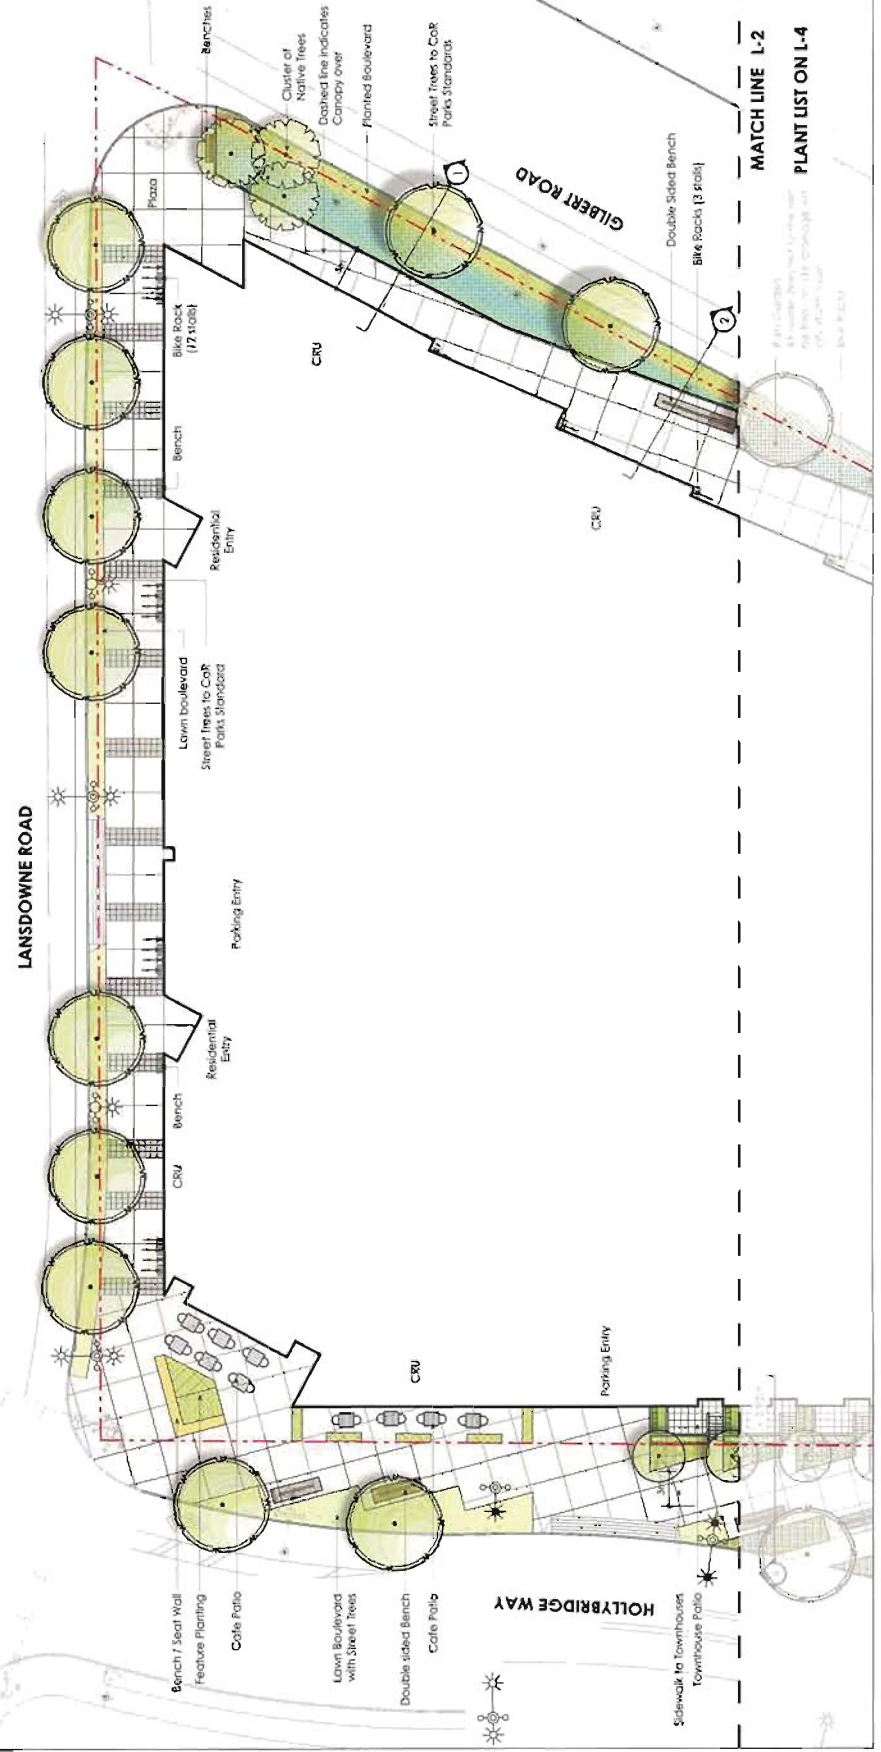 LANSDOWNE ROAD
Benches
Cluster of
Native Trees
Dashed line indicates
Canopy over
Planted Boulevard
Street Trees to CoR
Parks Standards
1
GILBERT ROAD
Double Sided Bench
Bike Racks (3 stalls)
2
MATCH LINE L-2
PLANT LIST ON L-4
Plaza
Bike Rack
(12 stalls)
CRU
Bench
Residential
Entry
CRU
Lawn boulevard
Street Trees to CoR
Parks Standard
Parking Entry
Residential
Entry
Bench
CRU
CRU
Parking Entry
Bench / Seat Wall
Feature Planting
Cafe Patio
Lawn Boulevard
with Street Trees
Double sided Bench
Cafe Patio
HOLLYBRIDGE WAY
Sidewalk to Townhouses
Townhouse Patio